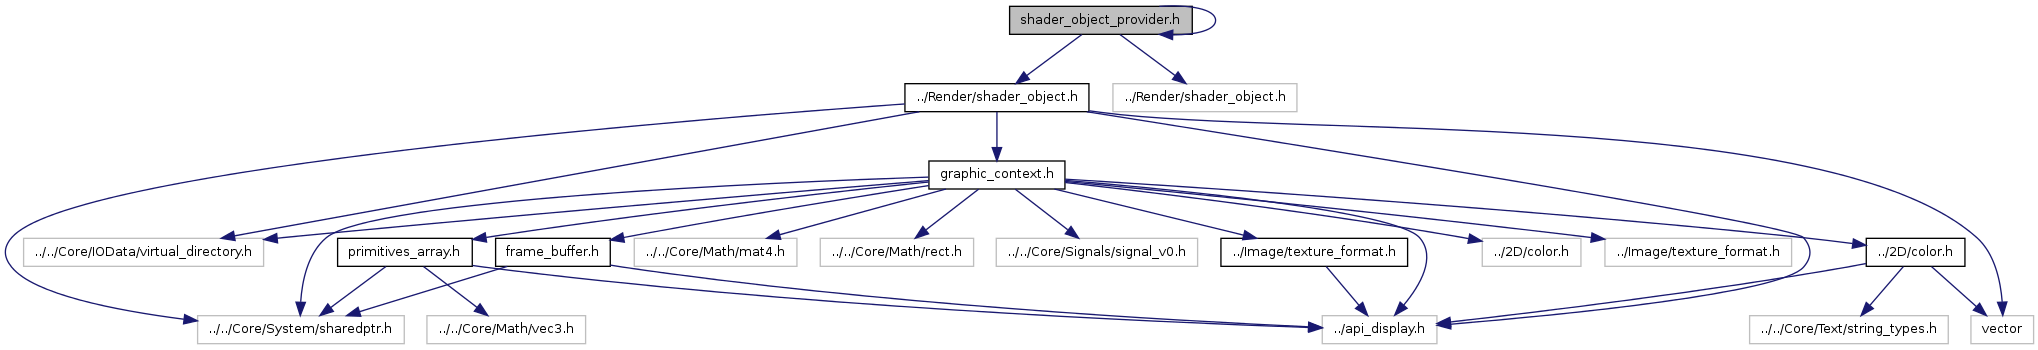 shader_object_provider.h
../Render/shader_object.h
../Render/shader_object.h
graphic_context.h
../../Core/IOData/virtual_directory.h
primitives_array.h
frame_buffer.h
../../Core/Math/mat4.h
../../Core/Math/rect.h
../../Core/Signals/signal_v0.h
../Image/texture_format.h
../2D/color.h
../Image/texture_format.h
../2D/color.h
../../Core/System/sharedptr.h
../../Core/Math/vec3.h
../api_display.h
../../Core/Text/string_types.h
vector